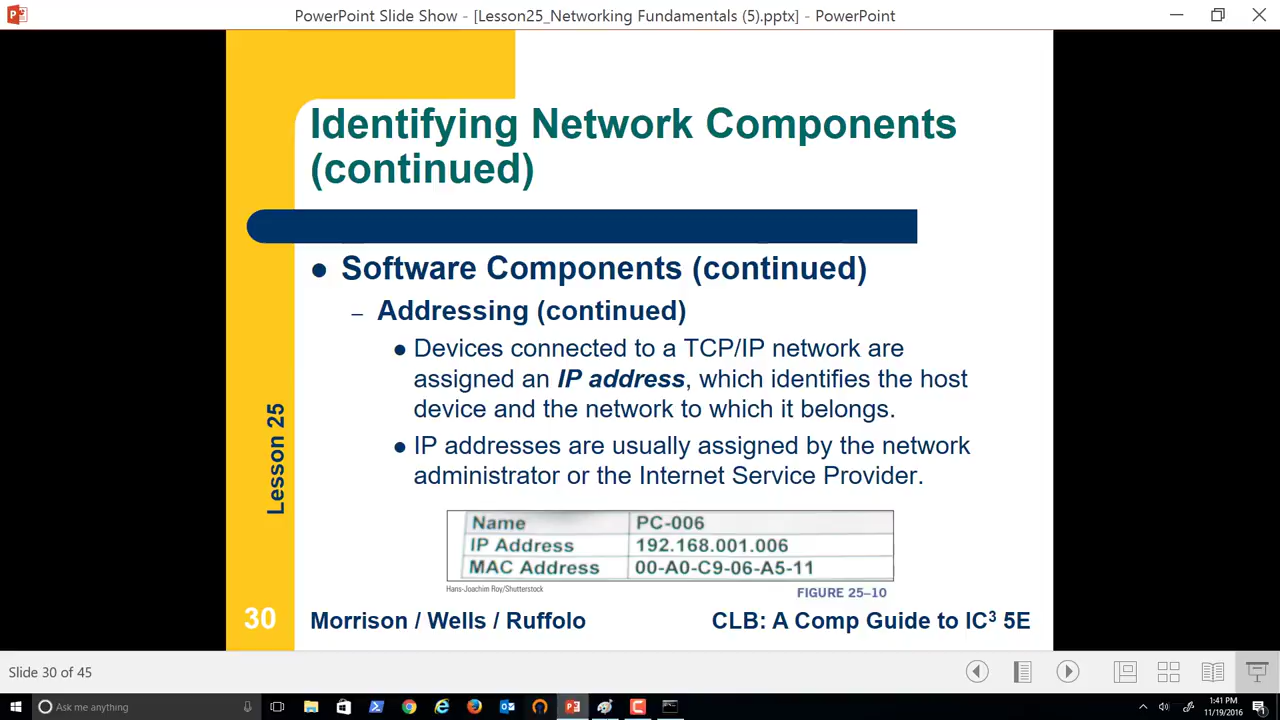 PowerPoint Slide Show - [Lesson25_Networking Fundamentals (5).pptx] - PowerPoint
Identifying Network Components
(continued)
● Software Components (continued)
– Addressing (continued)
● Devices connected to a TCP/IP network are
assigned an IP address, which identifies the host
device and the network to which it belongs.
● IP addresses are usually assigned by the network
administrator or the Internet Service Provider.
Lesson 25
Name PC-006
IP Address 192.168.001.006
MAC Address 00-A0-C9-06-A5-11
Hans-Joachim Roy/Shutterstock
FIGURE 25–10
30 Morrison / Wells / Ruffolo CLB: A Comp Guide to IC³ 5E
Slide 30 of 45
Ask me anything
1:41 PM
11/19/2016